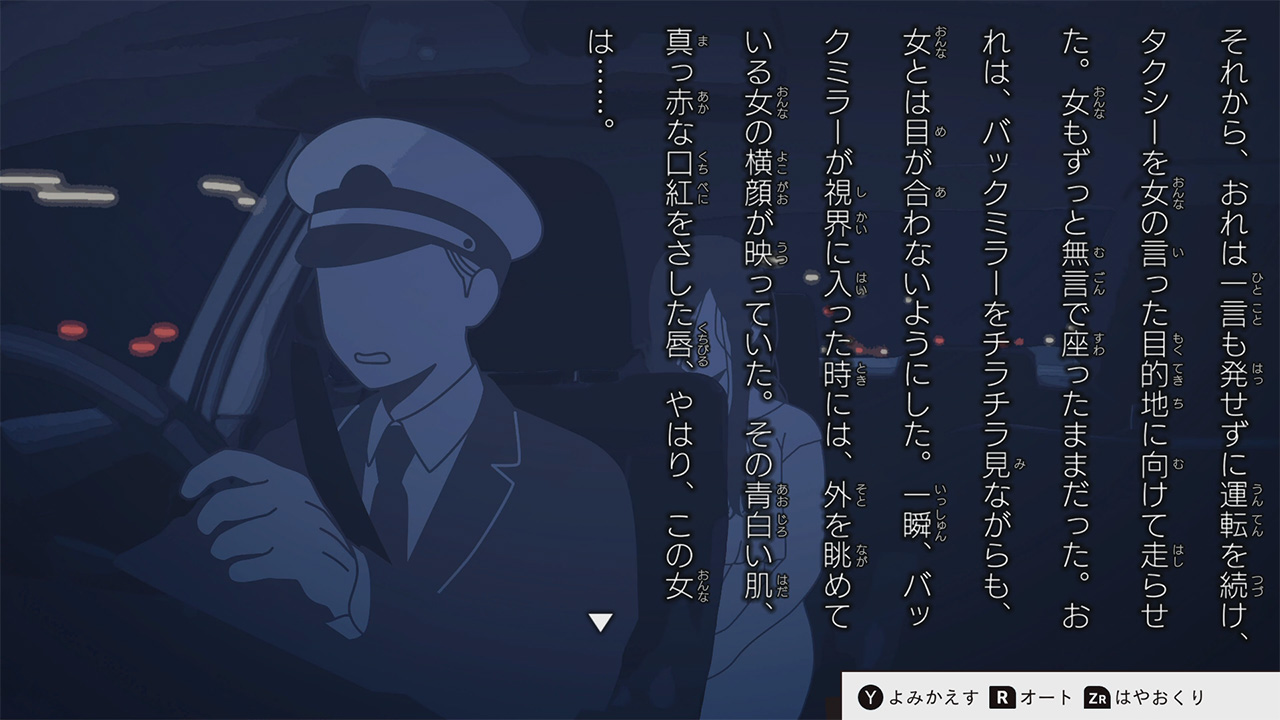 それから、おれは一言も発せずに運転を続け、
タクシーを女の言った目的地に向けて走らせ
た。女もずっと無言で座ったままだった。お
れは、バックミラーをチラチラ見ながらも、
女とは目が合わないようにした。一瞬、バッ
クミラーが視界に入った時には、外を眺めて
いる女の横顔が映っていた。その青白い肌、
真っ赤な口紅をさした唇、やはり、この女
は……。
Y よみかえす R オート ZR はやおくり